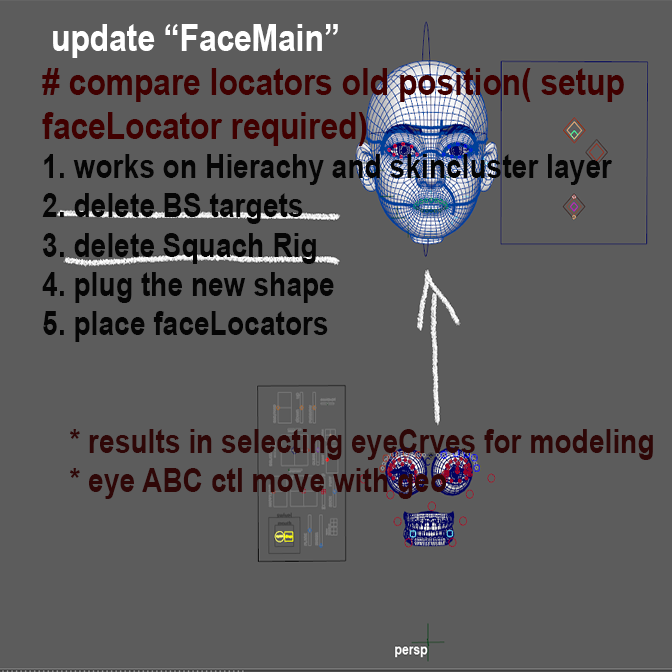 update “FaceMain”
# compare locators old position( setup
faceLocator required)
1. works on Hierachy and skincluster layer
2. delete BS targets
3. delete Squach Rig
4. plug the new shape
5. place faceLocators
* results in selecting eyeCrves for modeling
* eye ABC ctl move with geo
persp